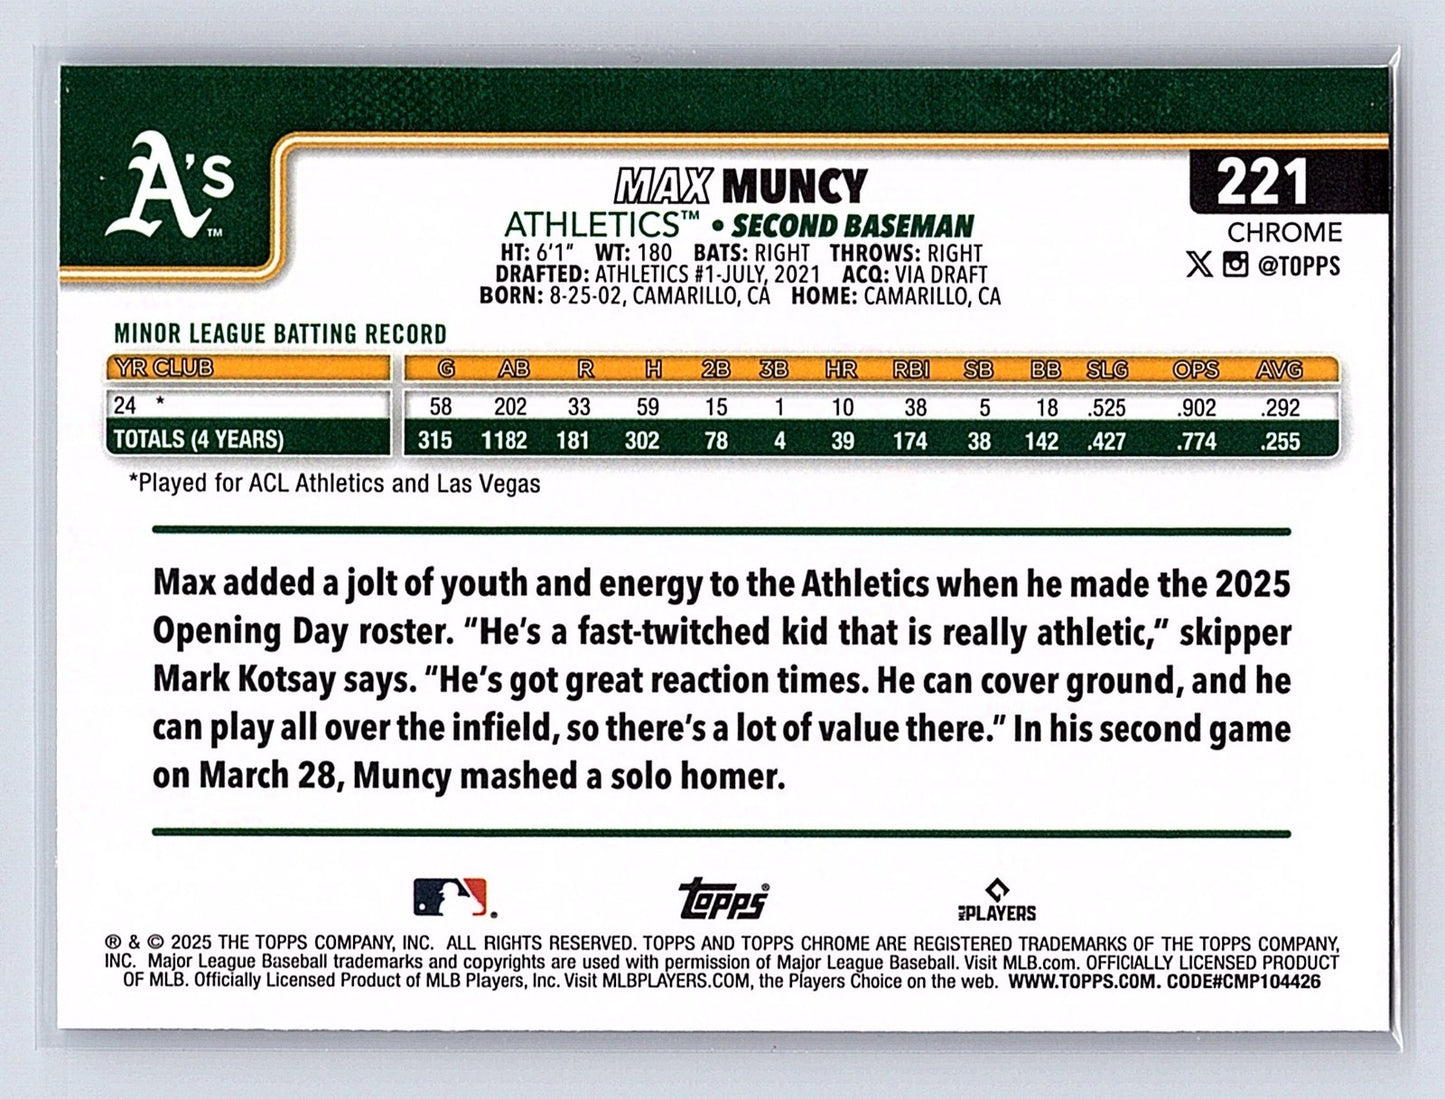 A's™
MAX MUNCY
ATHLETICS™ • SECOND BASEMAN
HT: 6'1" WT: 180 BATS: RIGHT THROWS: RIGHT
DRAFTED: ATHLETICS #1-JULY, 2021 ACQ: VIA DRAFT
BORN: 8-25-02, CAMARILLO, CA HOME: CAMARILLO, CA
221
CHROME
@TOPPS
MINOR LEAGUE BATTING RECORD
YR CLUB G AB R H 2B 3B HR RBI SB BB SLG OPS AVG
24 * 58 202 33 59 15 1 10 38 5 18 .525 .902 .292
TOTALS (4 YEARS) 315 1182 181 302 78 4 39 174 38 142 .427 .774 .255
*Played for ACL Athletics and Las Vegas
Max added a jolt of youth and energy to the Athletics when he made the 2025
Opening Day roster. "He's a fast-twitched kid that is really athletic," skipper
Mark Kotsay says. "He's got great reaction times. He can cover ground, and he
can play all over the infield, so there's a lot of value there." In his second game
on March 28, Muncy mashed a solo homer.
Topps®
MLB PLAYERS
® & © 2025 THE TOPPS COMPANY, INC. ALL RIGHTS RESERVED. TOPPS AND TOPPS CHROME ARE REGISTERED TRADEMARKS OF THE TOPPS COMPANY,
INC. Major League Baseball trademarks and copyrights are used with permission of Major League Baseball. Visit MLB.com. OFFICIALLY LICENSED PRODUCT
OF MLB. Officially Licensed Product of MLB Players, Inc. Visit MLBPLAYERS.COM, the Players Choice on the web. WWW.TOPPS.COM. CODE#CMP104426